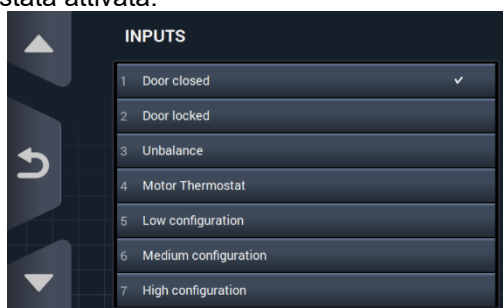 stata attivata.
INPUTS
1 Door closed
2 Door locked
3 Unbalance
4 Motor Thermostat
5 Low configuration
6 Medium configuration
7 High configuration